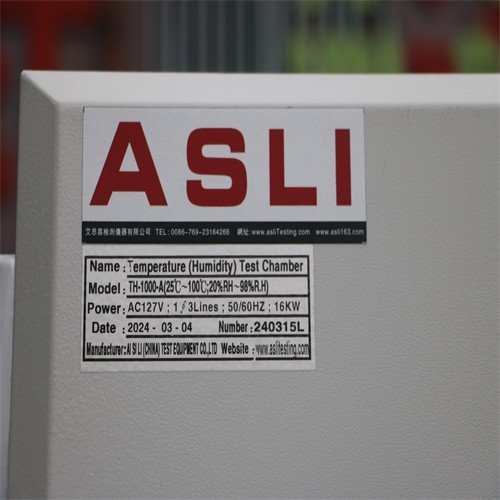 ASLI
艾思荔检测儀器有限公司 TEL:0086-769-23164266 網址:www.asliTesting.com www.asli163.com
Name : Temperature (Humidity) Test Chamber
Model : TH-1000-A(25℃~100℃;20%RH~98%R.H)
Power : AC127V ; 1∮3Lines ; 50/60HZ ; 16KW
Date : 2024 - 03 - 04 Number : 240315L
Manufacturer: AI SI LI (CHINA) TEST EQUIPMENT CO.,LTD Website : www.aslitesting.com